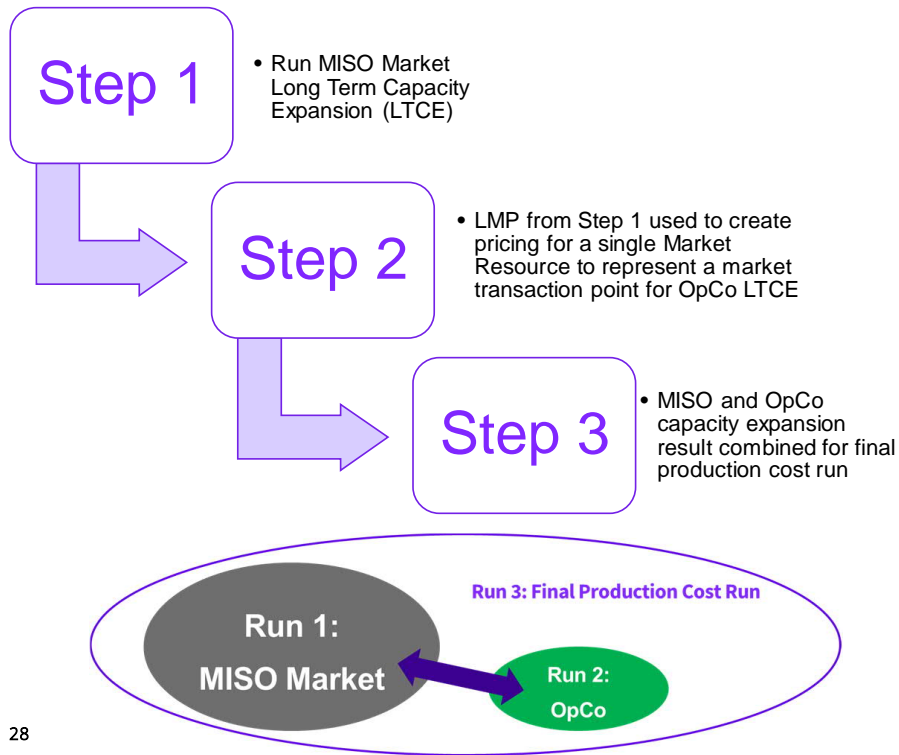 Step 1
• Run MISO Market
Long Term Capacity
Expansion (LTCE)
Step 2
• LMP from Step 1 used to create
pricing for a single Market
Resource to represent a market
transaction point for OpCo LTCE
Step 3
• MISO and OpCo
capacity expansion
result combined for final
production cost run
Run 3: Final Production Cost Run
Run 1:
MISO Market
Run 2:
OpCo
28